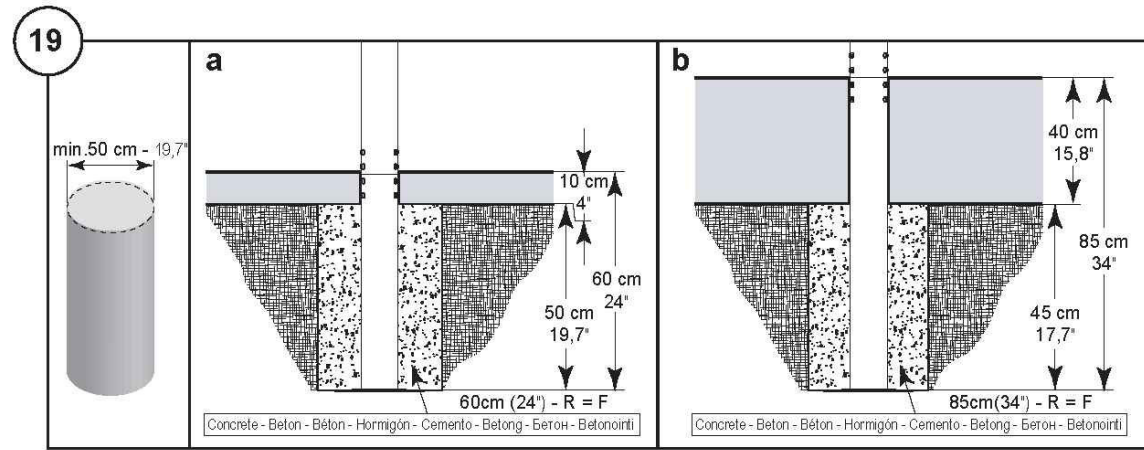 19
min.50 cm - 19,7"
a
10 cm
4"
60 cm
24"
50 cm
19,7"
60cm (24") - R = F
Concrete - Beton - Béton - Hormigón - Cemento - Betong - Бетон - Betonointi
b
40 cm
15,8"
85 cm
34"
45 cm
17,7"
85cm(34") - R = F
Concrete - Beton - Béton - Hormigón - Cemento - Betong - Бетон - Betonointi